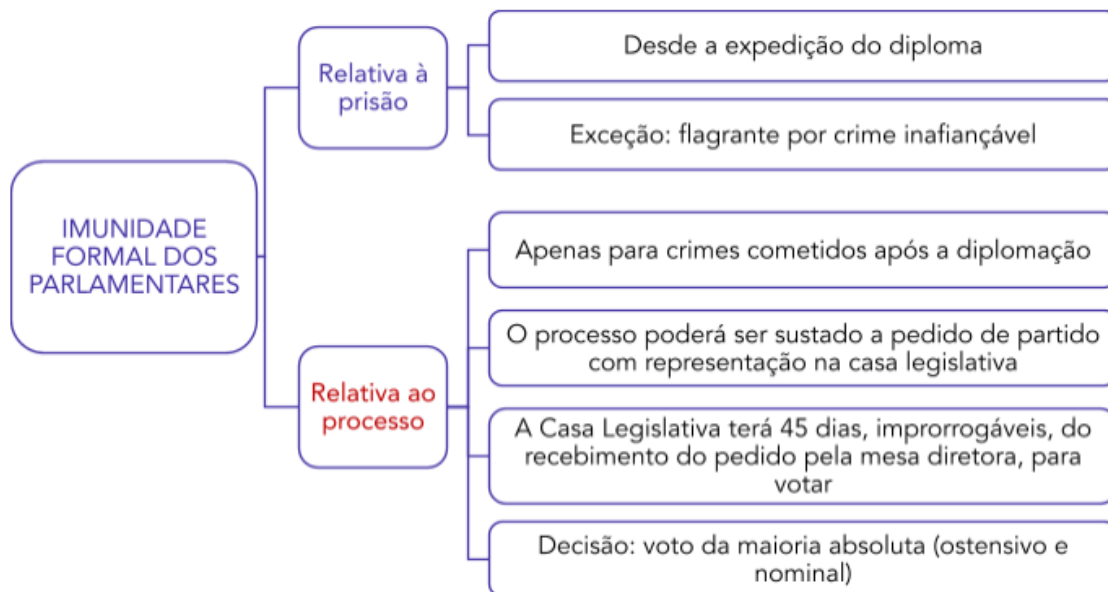 IMUNIDADE
FORMAL DOS
PARLAMENTARES
Relativa à
prisão
Desde a expedição do diploma
Exceção: flagrante por crime inafiançável
Relativa ao
processo
Apenas para crimes cometidos após a diplomação
O processo poderá ser sustado a pedido de partido
com representação na casa legislativa
A Casa Legislativa terá 45 dias, improrrogáveis, do
recebimento do pedido pela mesa diretora, para
votar
Decisão: voto da maioria absoluta (ostensivo e
nominal)